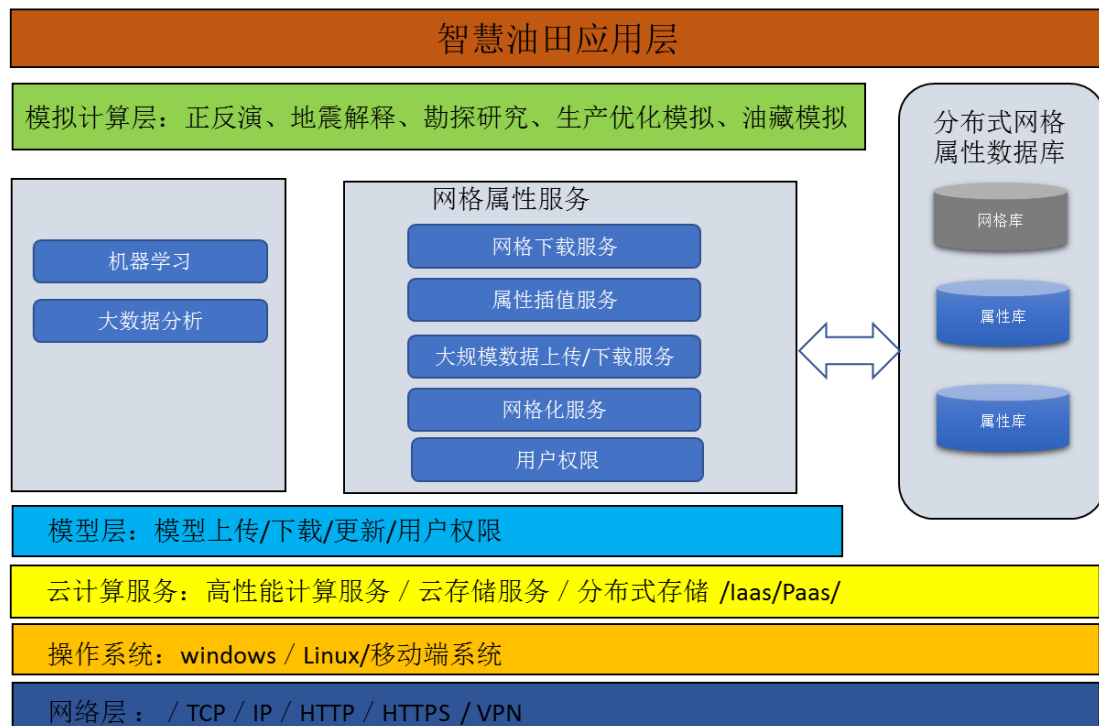 智慧油田应用层
模拟计算层：正反演、地震解释、勘探研究、生产优化模拟、油藏模拟
分布式网格
属性数据库
网格库
属性库
属性库
机器学习
大数据分析
网格属性服务
网格下载服务
属性插值服务
大规模数据上传/下载服务
网格化服务
用户权限
模型层：模型上传/下载/更新/用户权限
云计算服务：高性能计算服务 / 云存储服务 / 分布式存储 /Iaas/Paas/
操作系统：windows / Linux/移动端系统
网络层： / TCP / IP / HTTP / HTTPS / VPN